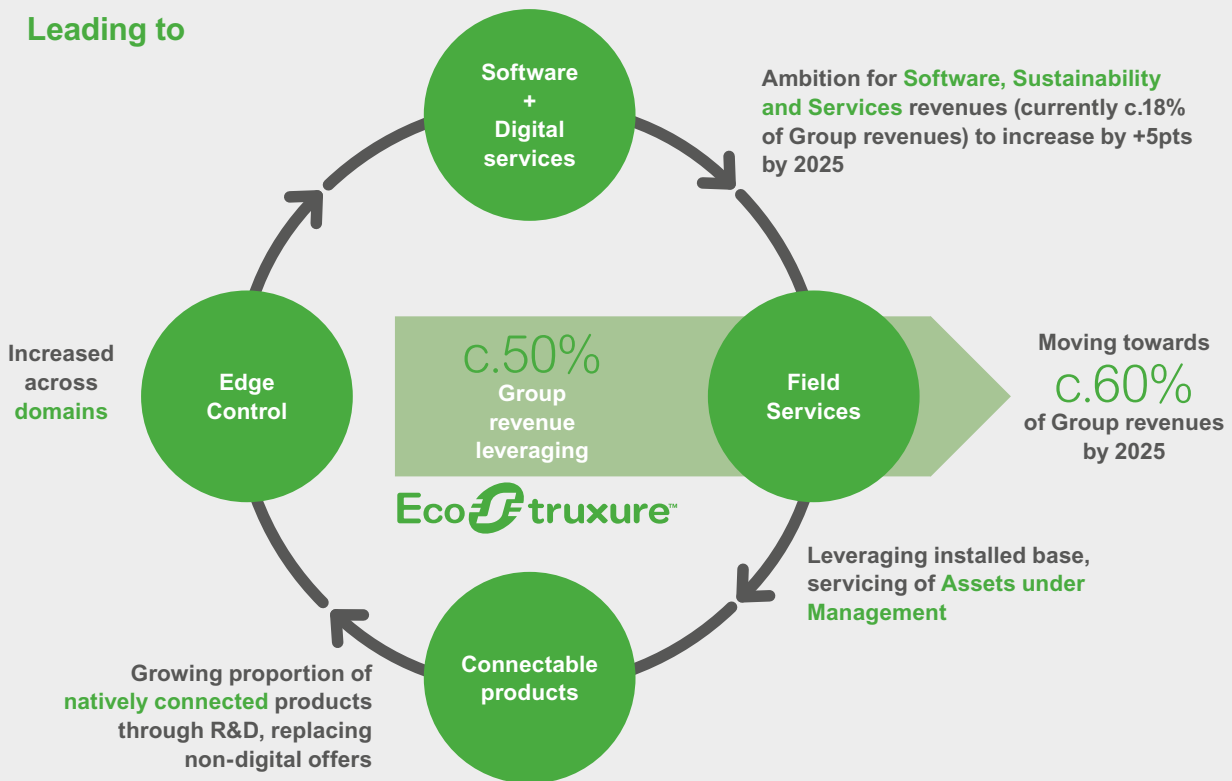 Leading to
Software
+
Digital
services
Ambition for Software, Sustainability
and Services revenues (currently c.18%
of Group revenues) to increase by +5pts
by 2025
Increased
across
domains
Edge
Control
c.50%
Group
revenue
leveraging
EcoStruxure™
Field
Services
Moving towards
c.60%
of Group revenues
by 2025
Leveraging installed base,
servicing of Assets under
Management
Connectable
products
Growing proportion of
natively connected products
through R&D, replacing
non-digital offers